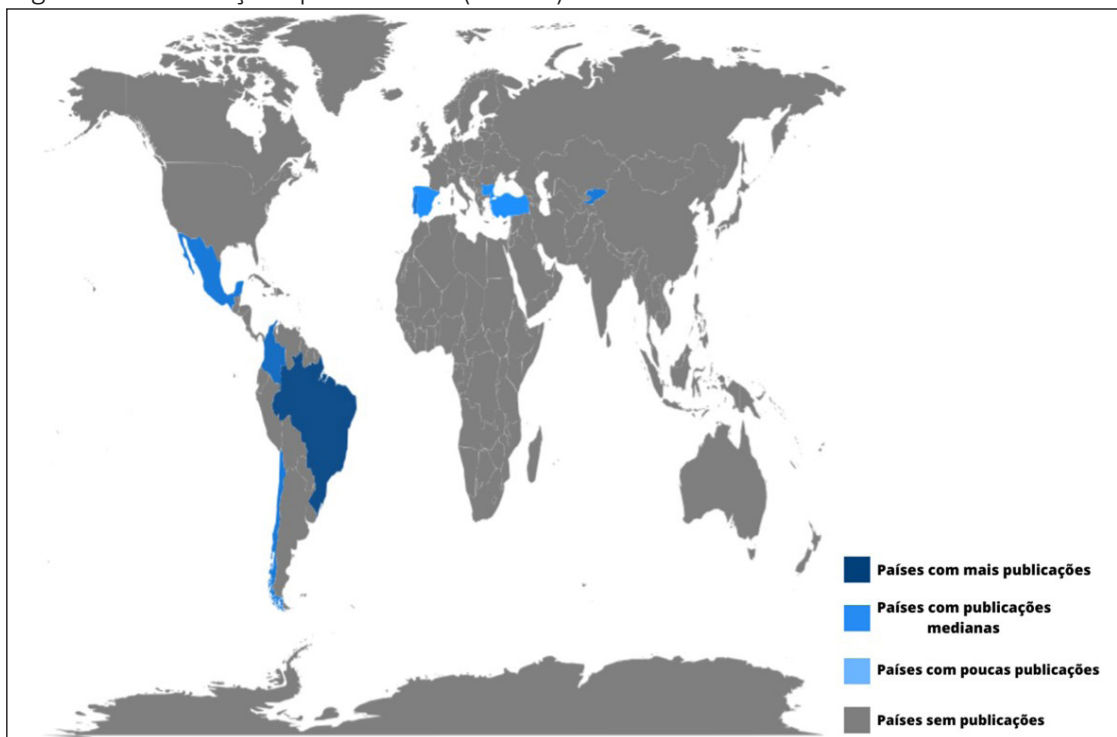 Países com mais publicações
Países com publicações
medianas
Países com poucas publicações
Países sem publicações